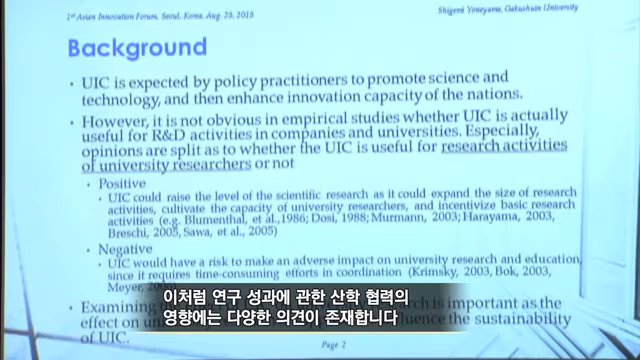 1st Asian Innovation Forum, Seoul, Korea, Aug. 23, 2018
Shigemi Yoneyama, Gakushuin University
Background
• UIC is expected by policy practitioners to promote science and
technology, and then enhance innovation capacity of the nations.
• However, it is not obvious in empirical studies whether UIC is actually
useful for R&D activities in companies and universities. Especially,
opinions are split as to whether the UIC is useful for research activities
of university researchers or not
• Positive
• UIC could raise the level of the scientific research as it could expand the size of research
activities, cultivate the capacity of university researchers, and incentivize basic research
activities (e.g. Blumenthal, et al.,1986; Dosi, 1988; Murmann, 2003; Harayama, 2003,
Breschi, 2005, Sawa, et al., 2005)
• Negative
• UIC would have a risk to make an adverse impact on university research and education,
since it requires time-consuming efforts in coordination (Krimsky, 2003, Bok, 2003,
Meyer,
• Examining the research is important as the
effect on the sustainability
of UIC.
이처럼 연구 성과에 관한 산학 협력의
영향에는 다양한 의견이 존재합니다
Page 2